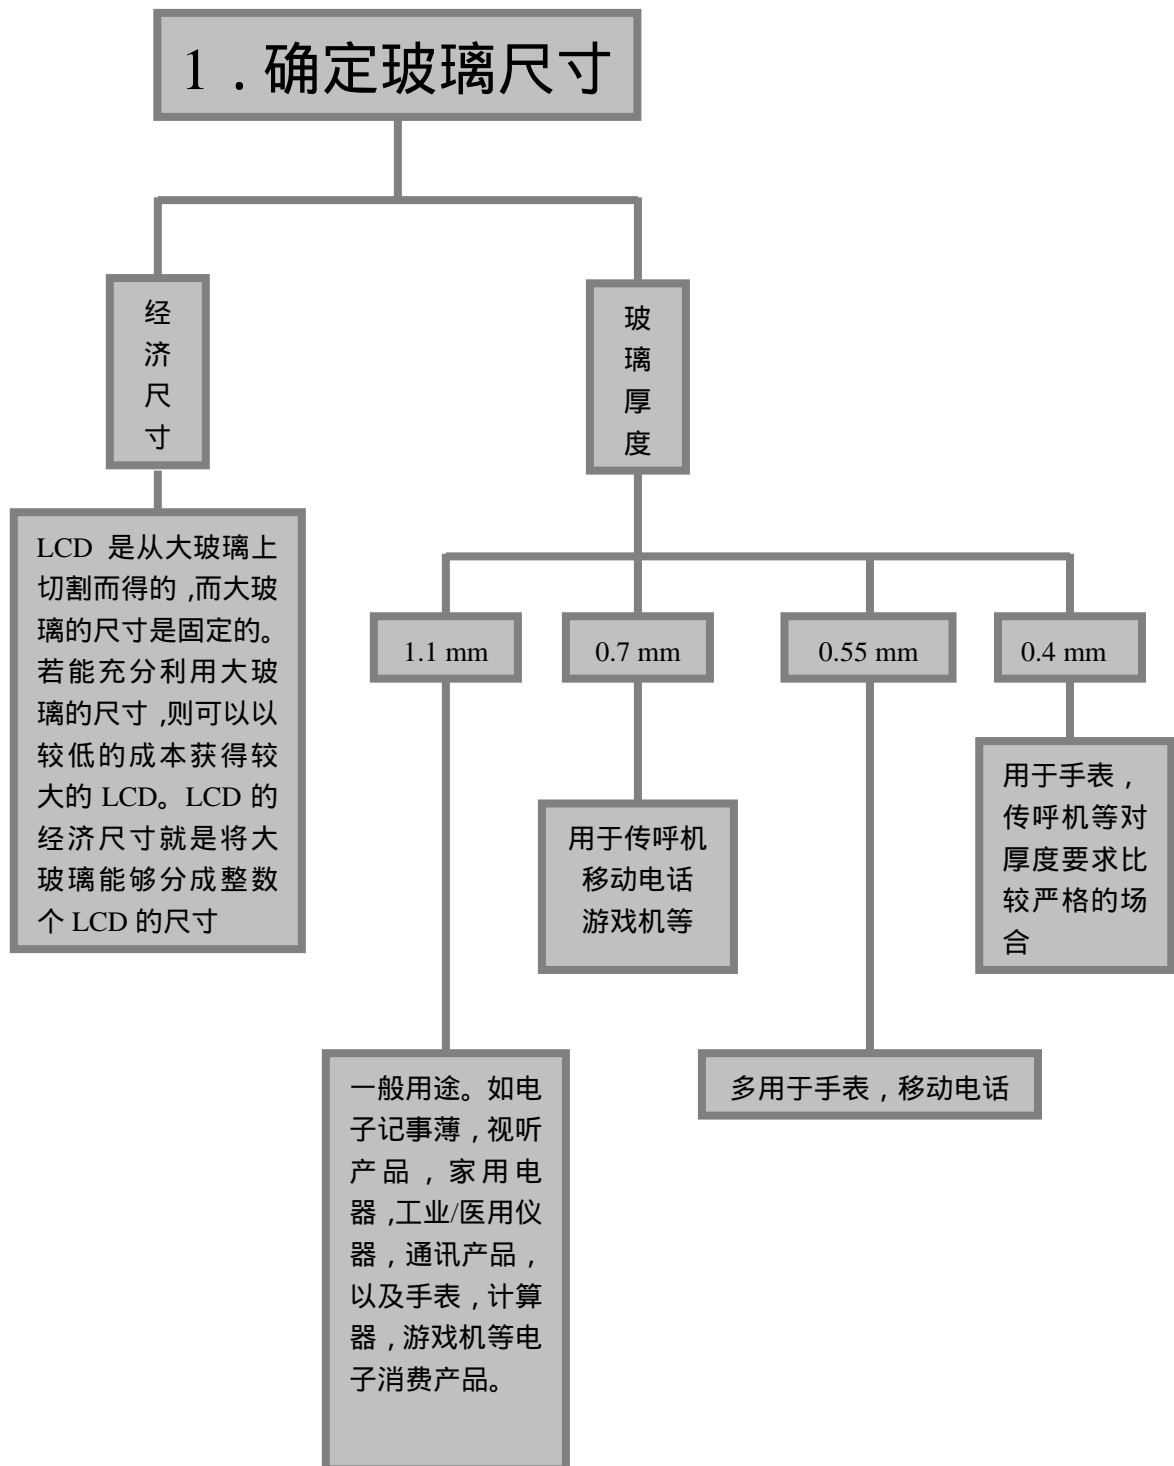 1．确定玻璃尺寸
经
济
尺
寸
玻
璃
厚
度
LCD 是从大玻璃上
切割而得的，而大玻
璃的尺寸是固定的。
若能充分利用大玻
璃的尺寸，则可以以
较低的成本获得较
大的 LCD。LCD 的
经济尺寸就是将大
玻璃能够分成整数
个 LCD 的尺寸
1.1 mm
0.7 mm
0.55 mm
0.4 mm
用于传呼机
移动电话
游戏机等
用于手表，
传呼机等对
厚度要求比
较严格的场
合
一般用途。如电
子记事薄，视听
产品，家用电
器，工业/医用仪
器，通讯产品，
以及手表，计算
器，游戏机等电
子消费产品。
多用于手表，移动电话